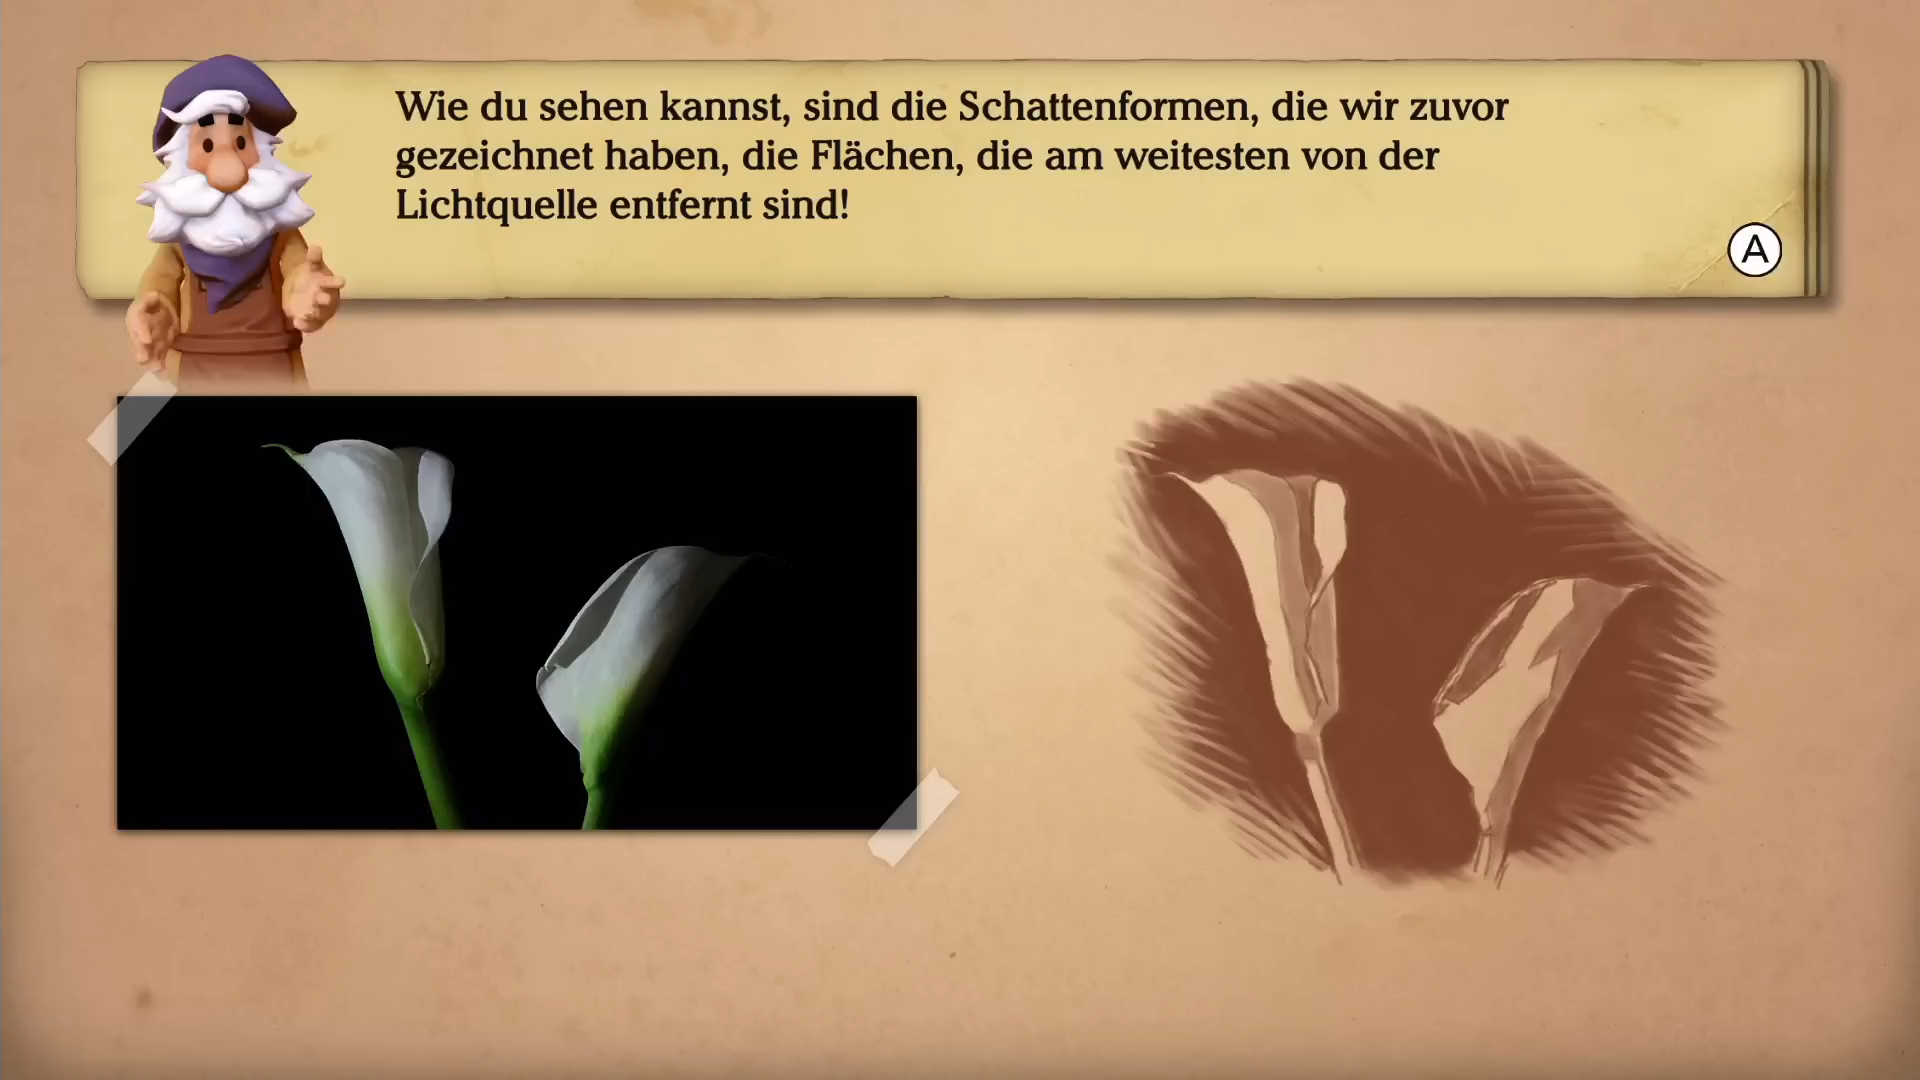 Wie du sehen kannst, sind die Schattenformen, die wir zuvor
gezeichnet haben, die Flächen, die am weitesten von der
Lichtquelle entfernt sind!
A